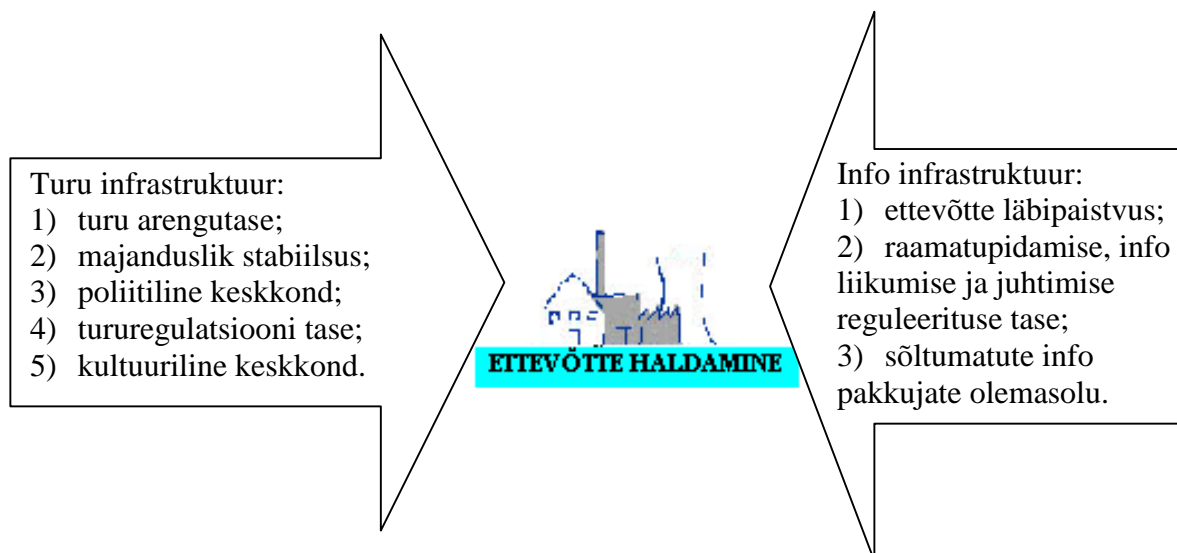 Turu infrastruktuur:
1) turu arengutase;
2) majanduslik stabiilsus;
3) poliitiline keskkond;
4) tururegulatsiooni tase;
5) kultuuriline keskkond.
ETTEVÕTTE HALDAMINE
Info infrastruktuur:
1) ettevõtte läbipaistvus;
2) raamatupidamise, info
liikumise ja juhtimise
reguleerituse tase;
3) sõltumatute info
pakkujate olemasolu.